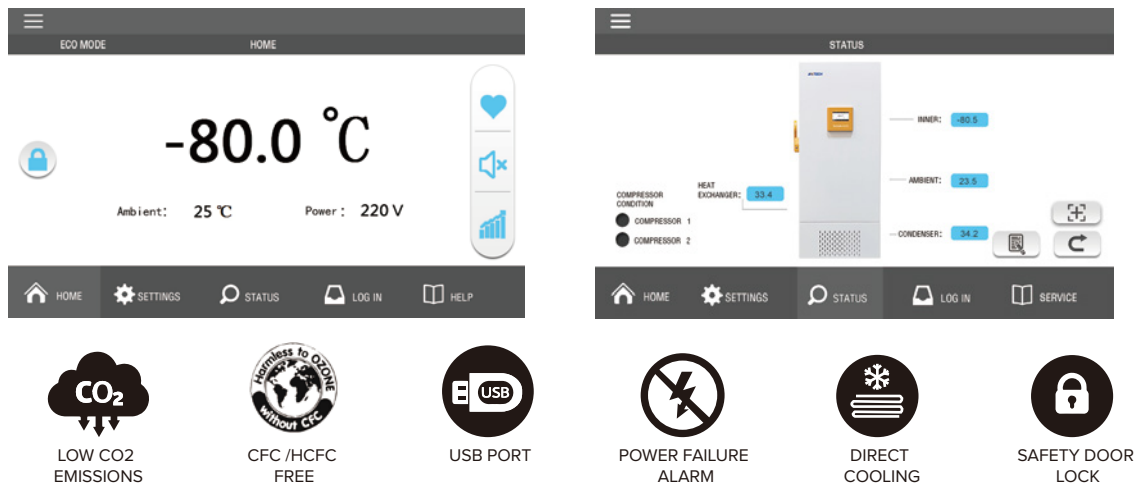 ECO MODE
HOME
-80.0 °C
Ambient: 25 ℃
Power: 220 V
HOME
SETTINGS
STATUS
LOG IN
HELP
STATUS
INNER: -80.5
AMBIENT: 23.5
HEAT
EXCHANGER: 33.4
COMPRESSOR
CONDITION
COMPRESSOR 1
COMPRESSOR 2
CONDENSER: 34.2
HOME
SETTINGS
STATUS
LOG IN
SERVICE
CO₂
LOW CO2
EMISSIONS
Harmless to OZONE
without CFC
CFC /HCFC
FREE
USB
USB PORT
POWER FAILURE
ALARM
DIRECT
COOLING
SAFETY DOOR
LOCK